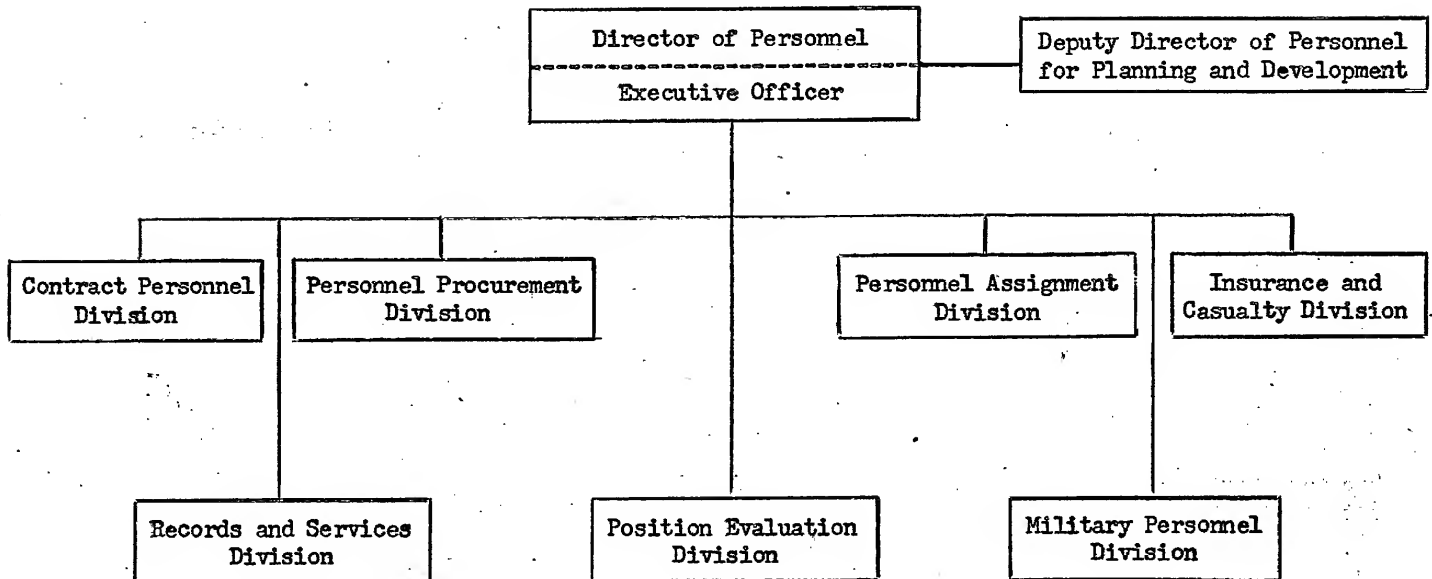 Director of Personnel
Executive Officer
Deputy Director of Personnel
for Planning and Development
Contract Personnel
Division
Personnel Procurement
Division
Personnel Assignment
Division
Insurance and
Casualty Division
Records and Services
Division
Position Evaluation
Division
Military Personnel
Division